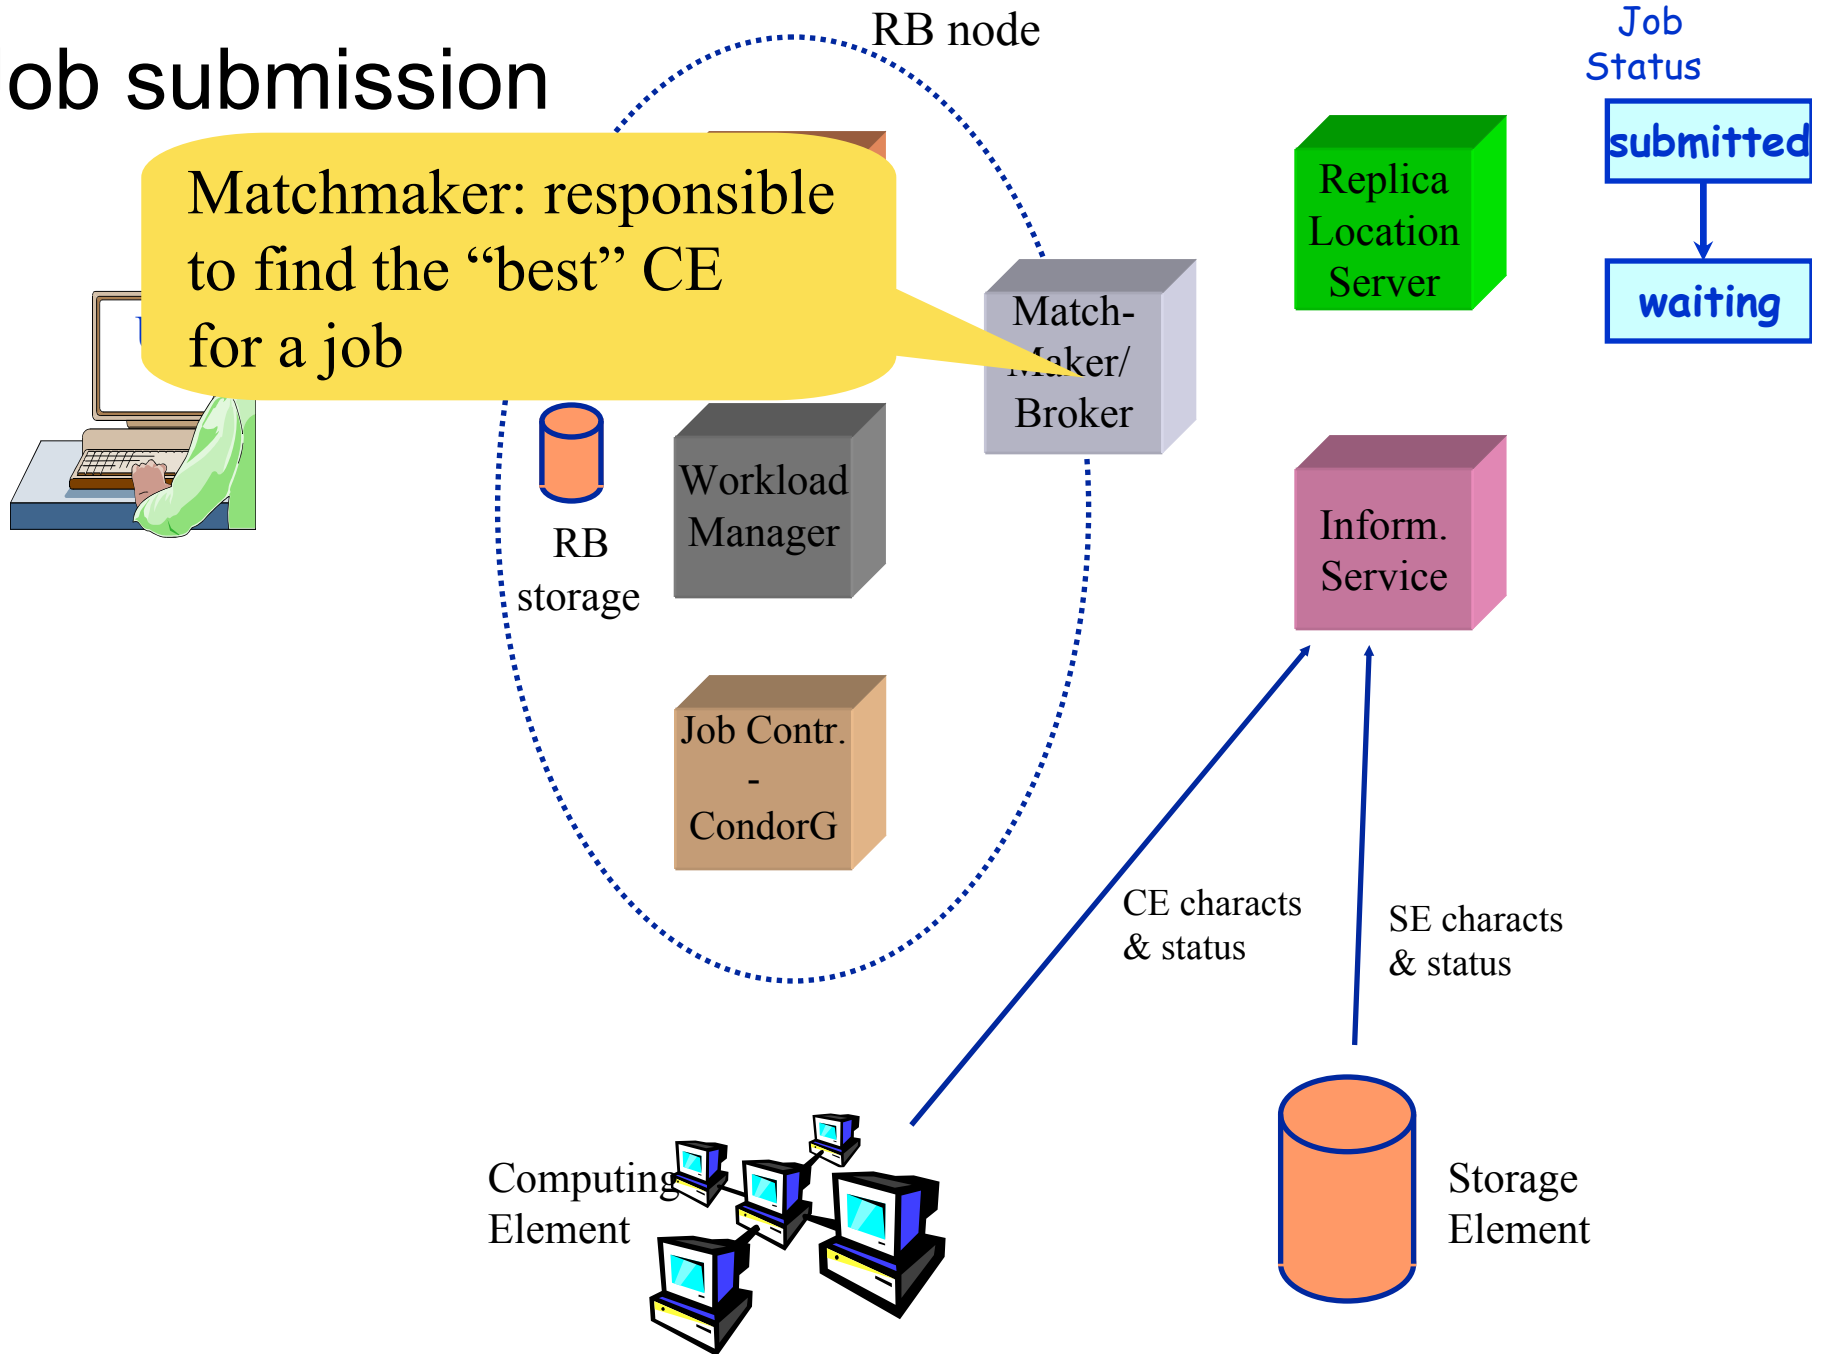 RB node
ob submission
Job
Status
submitted
waiting
Matchmaker: responsible
to find the “best” CE
for a job
Replica
Location
Server
Match-
Maker/
Broker
Workload
Manager
RB
storage
Inform.
Service
Job Contr.
-
CondorG
CE characts
& status
SE characts
& status
Computing
Element
Storage
Element